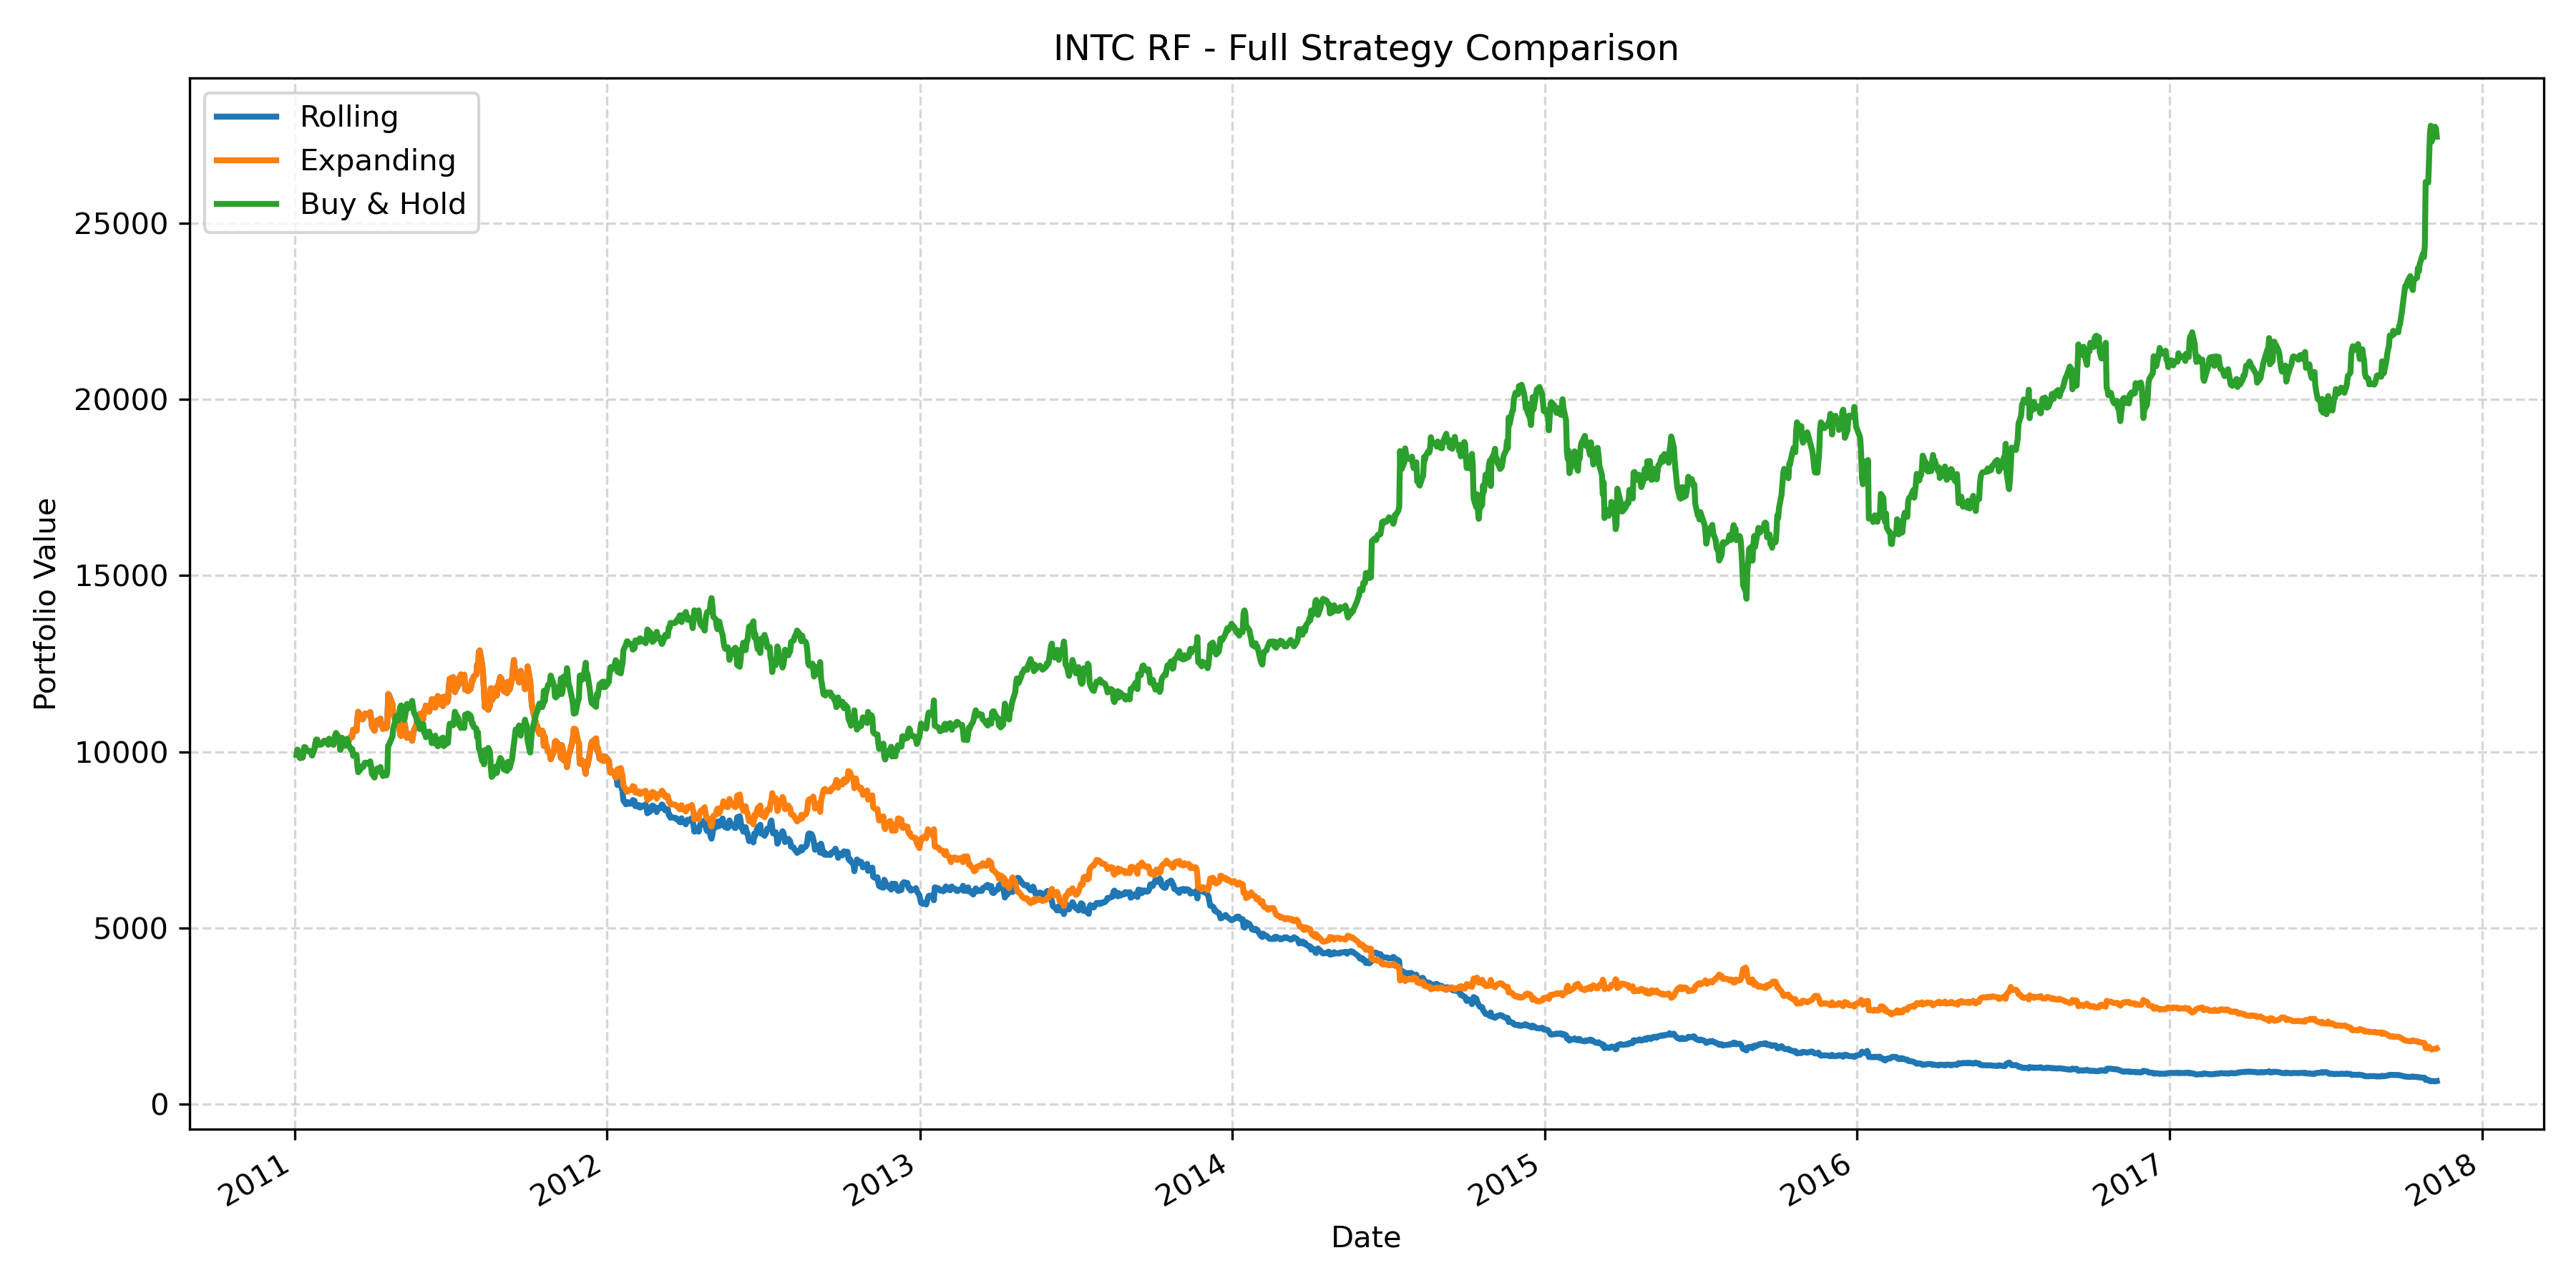 INTC RF - Full Strategy Comparison
Rolling
Expanding
Buy & Hold
Portfolio Value
25000
20000
15000
10000
5000
0
2011
2012
2013
2014
2015
2016
2017
2018
Date